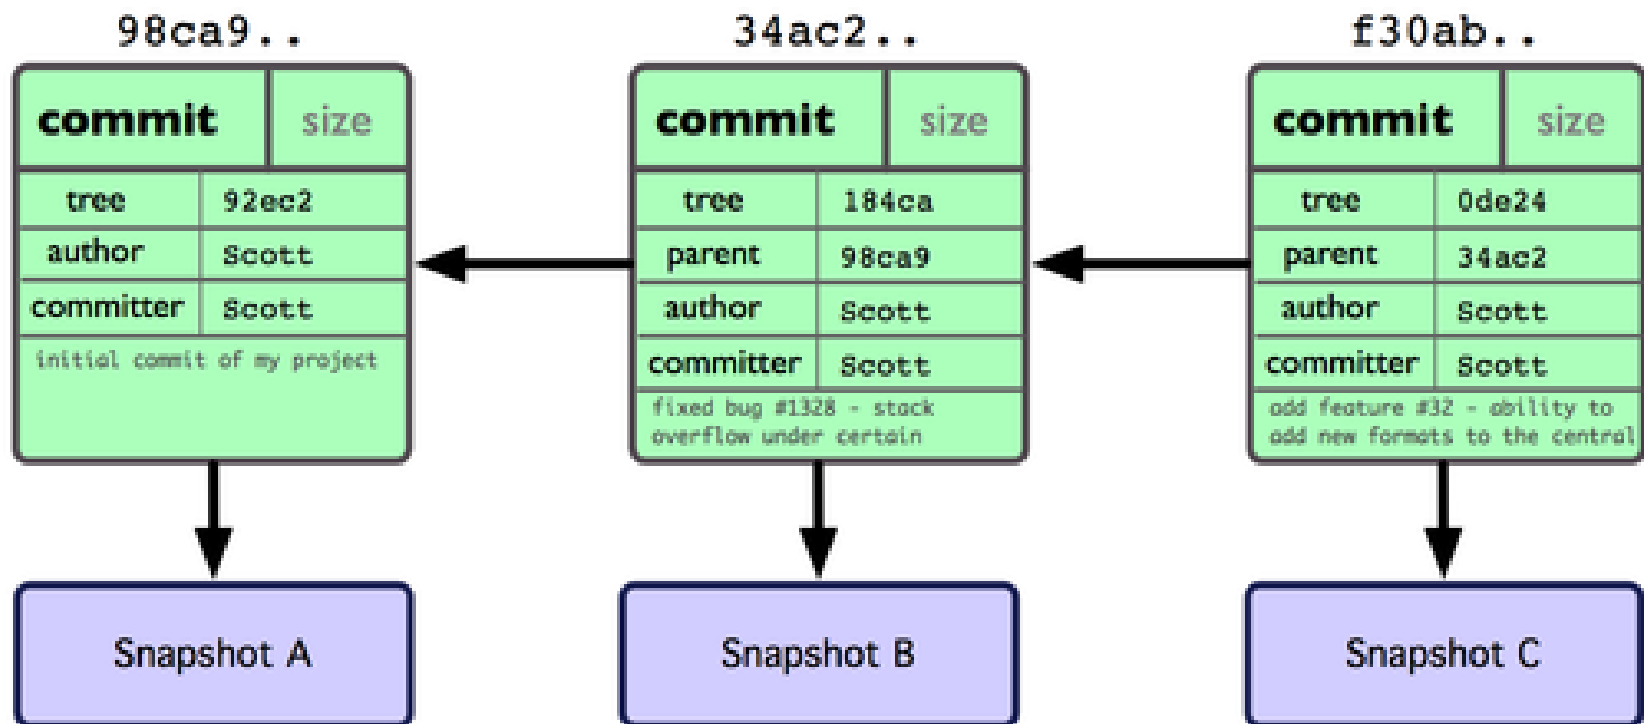 98ca9.. 34ac2.. f30ab..
commit size
tree 92ec2
author Scott
committer Scott
initial commit of my project
commit size
tree 184ca
parent 98ca9
author Scott
committer Scott
fixed bug #1328 - stack
overflow under certain
commit size
tree 0de24
parent 34ac2
author Scott
committer Scott
add feature #32 - ability to
add new formats to the central
Snapshot A
Snapshot B
Snapshot C